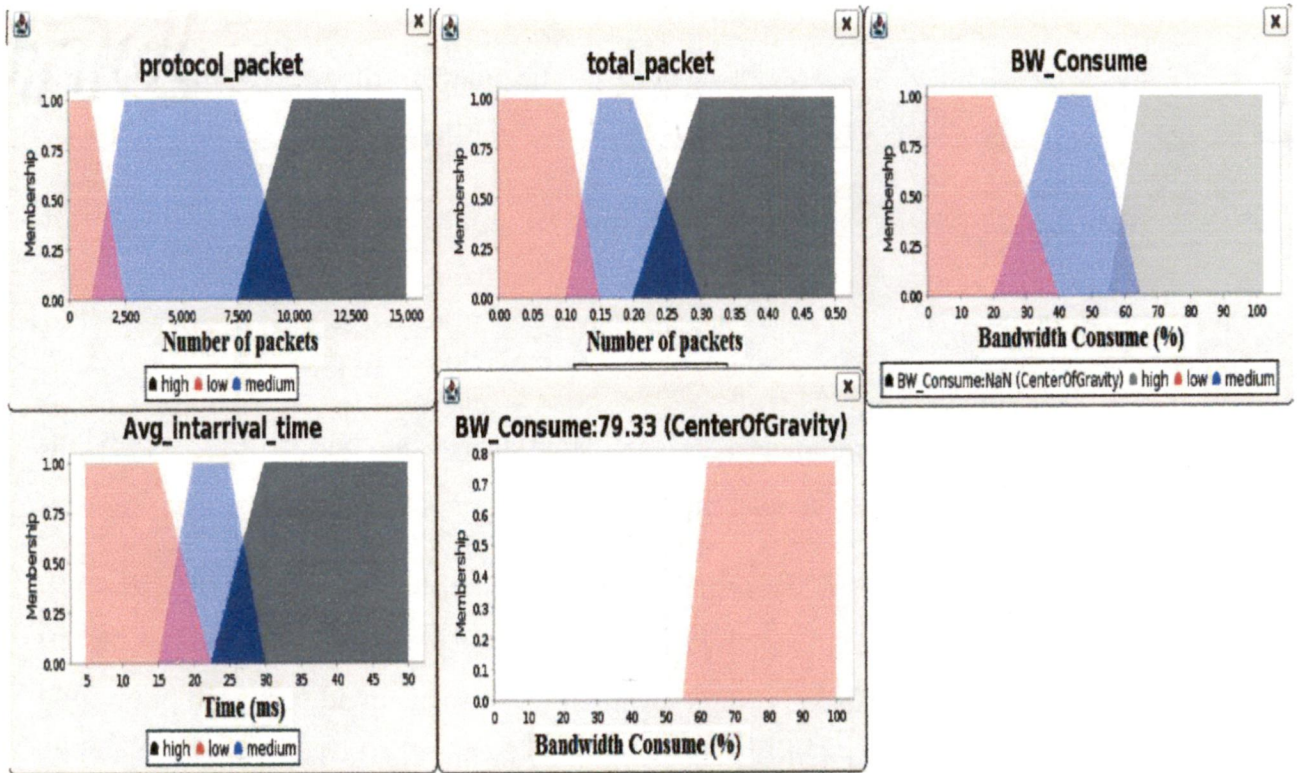 x
protocol_packet
1.00
0.75
0.50
0.25
0.00
Membership
0 2,500 5,000 7,500 10,000 12,500 15,000
Number of packets
high low medium
x
total_packet
1.00
0.75
0.50
0.25
0.00
Membership
0.00 0.05 0.10 0.15 0.20 0.25 0.30 0.35 0.40 0.45 0.50
Number of packets
x
BW_Consume
1.00
0.75
0.50
0.25
0.00
Membership
0 10 20 30 40 50 60 70 80 90 100
Bandwidth Consume (%)
BW_Consume:NaN (CenterOfGravity) high low medium
Avg_intarrival_time
1.00
0.75
0.50
0.25
0.00
Membership
5 10 15 20 25 30 35 40 45 50
Time (ms)
high low medium
x
BW_Consume:79.33 (CenterOfGravity)
0.8
0.7
0.6
0.5
0.4
0.3
0.2
0.1
0.0
Membership
0 10 20 30 40 50 60 70 80 90 100
Bandwidth Consume (%)